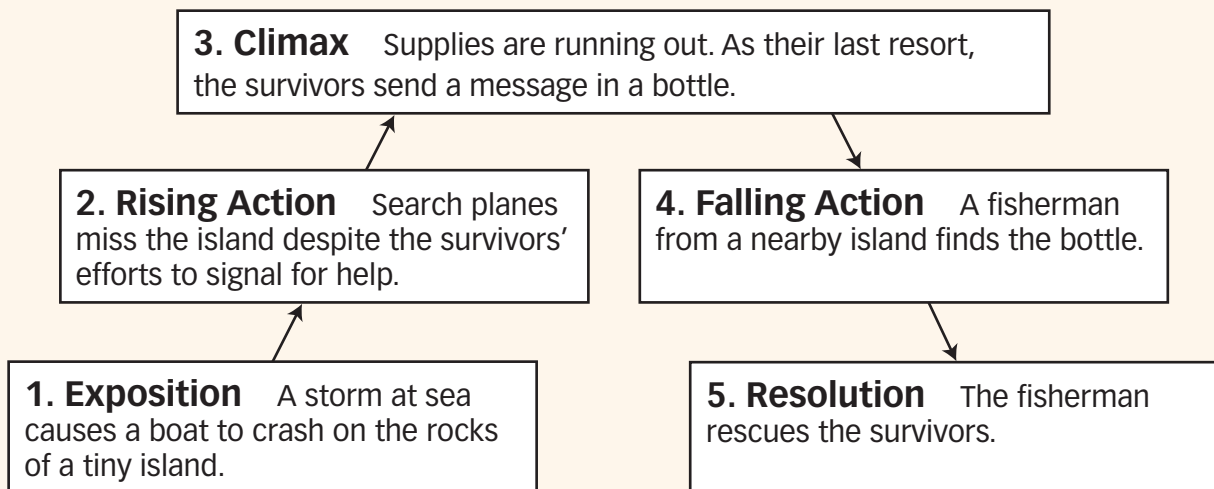 3. Climax Supplies are running out. As their last resort,
the survivors send a message in a bottle.
2. Rising Action Search planes
miss the island despite the survivors’
efforts to signal for help.
4. Falling Action A fisherman
from a nearby island finds the bottle.
1. Exposition A storm at sea
causes a boat to crash on the rocks
of a tiny island.
5. Resolution The fisherman
rescues the survivors.